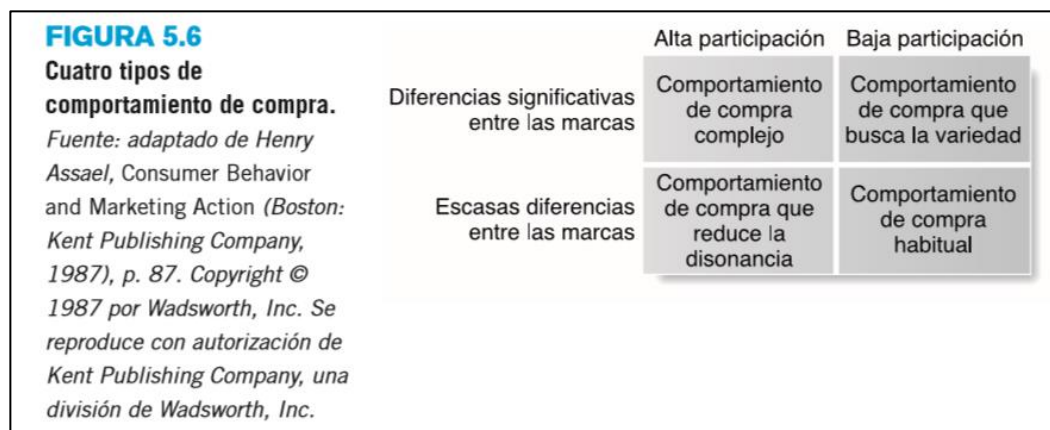 FIGURA 5.6
Cuatro tipos de
comportamiento de compra.
Fuente: adaptado de Henry
Assael, Consumer Behavior
and Marketing Action (Boston:
Kent Publishing Company,
1987), p. 87. Copyright ©
1987 por Wadsworth, Inc. Se
reproduce con autorización de
Kent Publishing Company, una
división de Wadsworth, Inc.
Alta participación Baja participación
Diferencias significativas
entre las marcas
Comportamiento
de compra
complejo
Comportamiento
de compra que
busca la variedad
Escasas diferencias
entre las marcas
Comportamiento
de compra que
reduce la
disonancia
Comportamiento
de compra
habitual